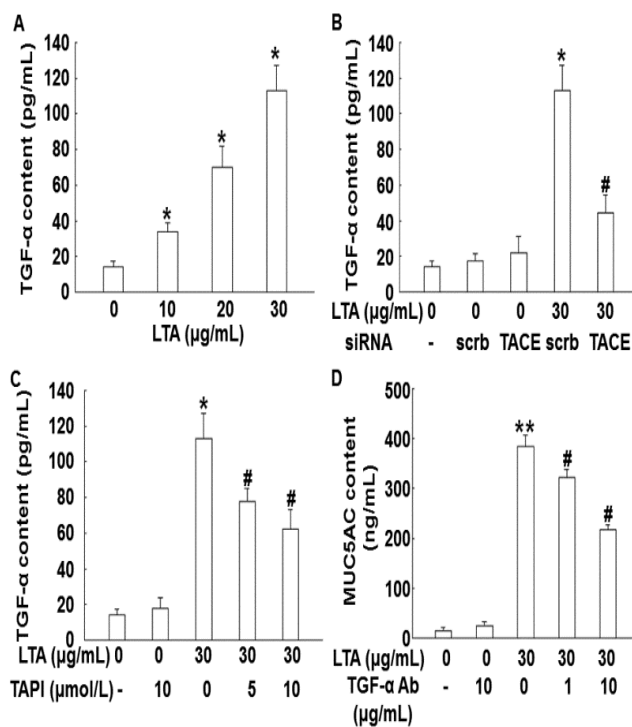 A
TGF-α content (pg/mL)
140
120
100
80
60
40
20
0
*
*
*
0 10 20 30
LTA (µg/mL)
B
TGF-α content (pg/mL)
140
120
100
80
60
40
20
0
*
#
LTA (µg/mL) 0 0 0 30 30
siRNA - scrb TACE scrb TACE
C
TGF-α content (pg/mL)
140
120
100
80
60
40
20
0
*
#
#
LTA (µg/mL) 0 0 30 30 30
TAPI (µmol/L) - 10 0 5 10
D
MUC5AC content
(ng/mL)
500
400
300
200
100
0
**
#
#
LTA (µg/mL) 0 0 30 30 30
TGF-α Ab - 10 0 1 10
(µg/mL)